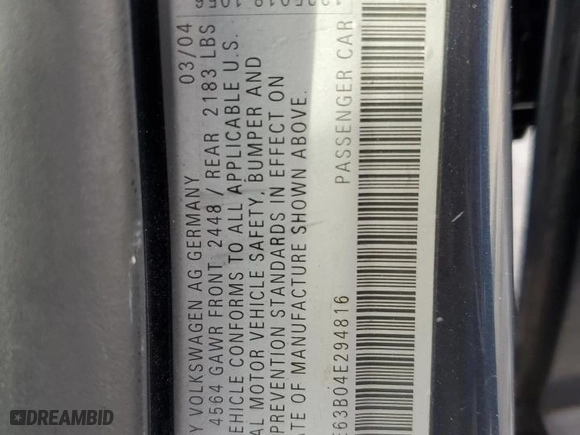 Y VOLKSWAGEN AG GERMANY 03/04
4564 GAWR FRONT 2448 / REAR 2183 LBS
EHICLE CONFORMS TO ALL APPLICABLE U.S.
AL MOTOR VEHICLE SAFETY, BUMPER AND
PREVENTION STANDARDS IN EFFECT ON
ATE OF MANUFACTURE SHOWN ABOVE.
E63B04E294816 PASSENGER CAR
DREAMBID